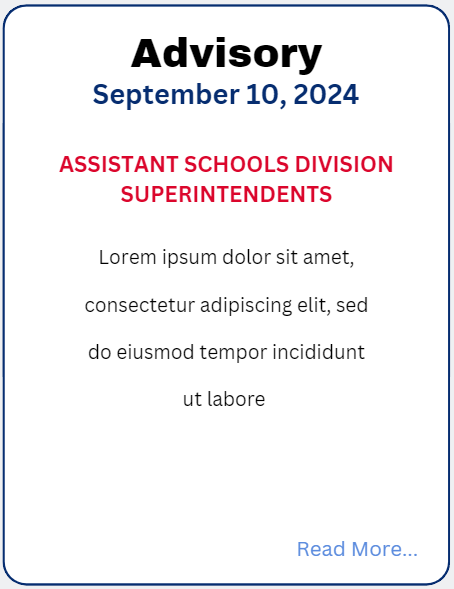 Advisory
September 10, 2024
ASSISTANT SCHOOLS DIVISION
SUPERINTENDENTS
Lorem ipsum dolor sit amet,
consectetur adipiscing elit, sed
do eiusmod tempor incididunt
ut labore
Read More...